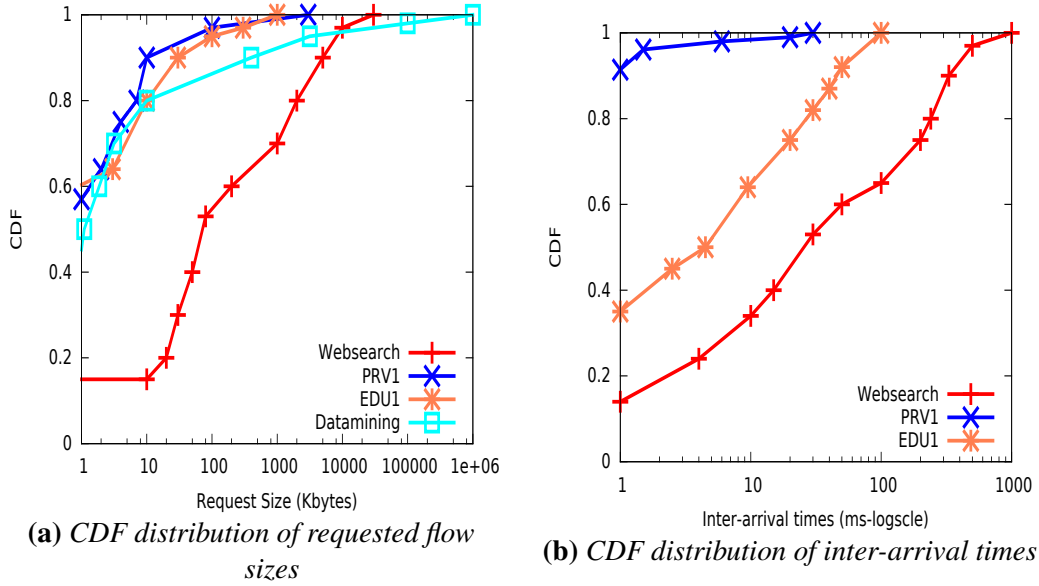 1
0.8
0.6
0.4
0.2
0
CDF
1 10 100 1000 10000 100000 1e+06
Request Size (Kbytes)
Websearch
PRV1
EDU1
Datamining
(a) CDF distribution of requested flow
sizes
1
0.8
0.6
0.4
0.2
0
CDF
1 10 100 1000
Inter-arrival times (ms-logscle)
Websearch
PRV1
EDU1
(b) CDF distribution of inter-arrival times